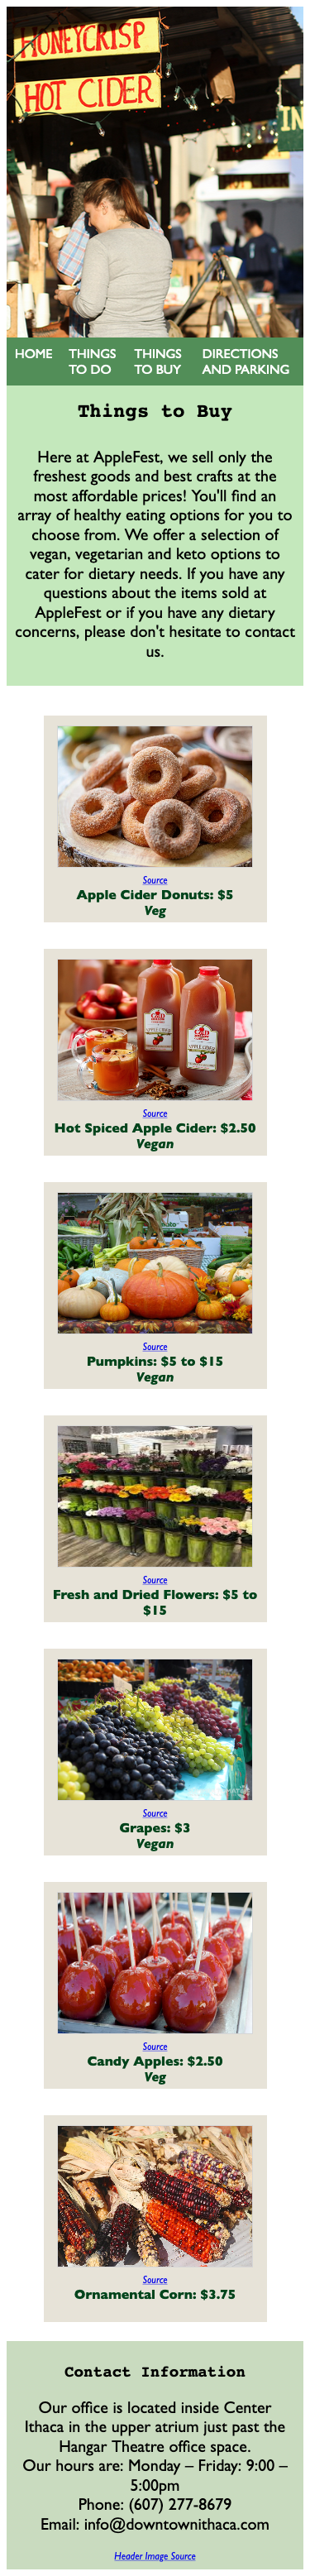 HONEYCRISP
HOT CIDER
IN
HOME THINGS TO DO THINGS TO BUY DIRECTIONS AND PARKING
Things to Buy
Here at AppleFest, we sell only the
freshest goods and best crafts at the
most affordable prices! You'll find an
array of healthy eating options for you to
choose from. We offer a selection of
vegan, vegetarian and keto options to
cater for dietary needs. If you have any
questions about the items sold at
AppleFest or if you have any dietary
concerns, please don't hesitate to contact
us.
Source
Apple Cider Donuts: $5
Veg
APPLE CIDER
APPLE CIDER
Source
Hot Spiced Apple Cider: $2.50
Vegan
Source
Pumpkins: $5 to $15
Vegan
Source
Fresh and Dried Flowers: $5 to
$15
Source
Grapes: $3
Vegan
Source
Candy Apples: $2.50
Veg
Source
Ornamental Corn: $3.75
Contact Information
Our office is located inside Center
Ithaca in the upper atrium just past the
Hangar Theatre office space.
Our hours are: Monday – Friday: 9:00 –
5:00pm
Phone: (607) 277-8679
Email: info@downtownithaca.com
Header Image Source